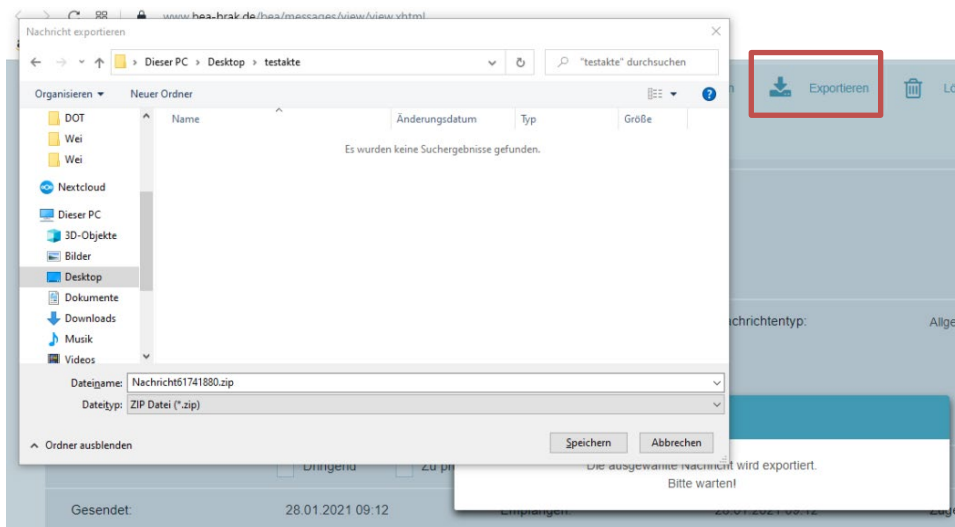 www.bea-brak.de/bea/messages/view/view.xhtml
Nachricht exportieren
Dieser PC > Desktop > testakte
"testakte" durchsuchen
Organisieren
Neuer Ordner
Exportieren
DOT
Name
Änderungsdatum
Typ
Größe
Wei
Es wurden keine Suchergebnisse gefunden.
Wei
Nextcloud
Dieser PC
3D-Objekte
Bilder
Desktop
Dokumente
Downloads
Musik
Videos
achrichtentyp:
Allge
Dateiname: Nachricht61741880.zip
Dateityp: ZIP Datei (*.zip)
Ordner ausblenden
Speichern
Abbrechen
Dringend
Die ausgewählte Nachricht wird exportiert.
Bitte warten!
Gesendet:
28.01.2021 09:12
Empfangen:
28.01.2021 09:12